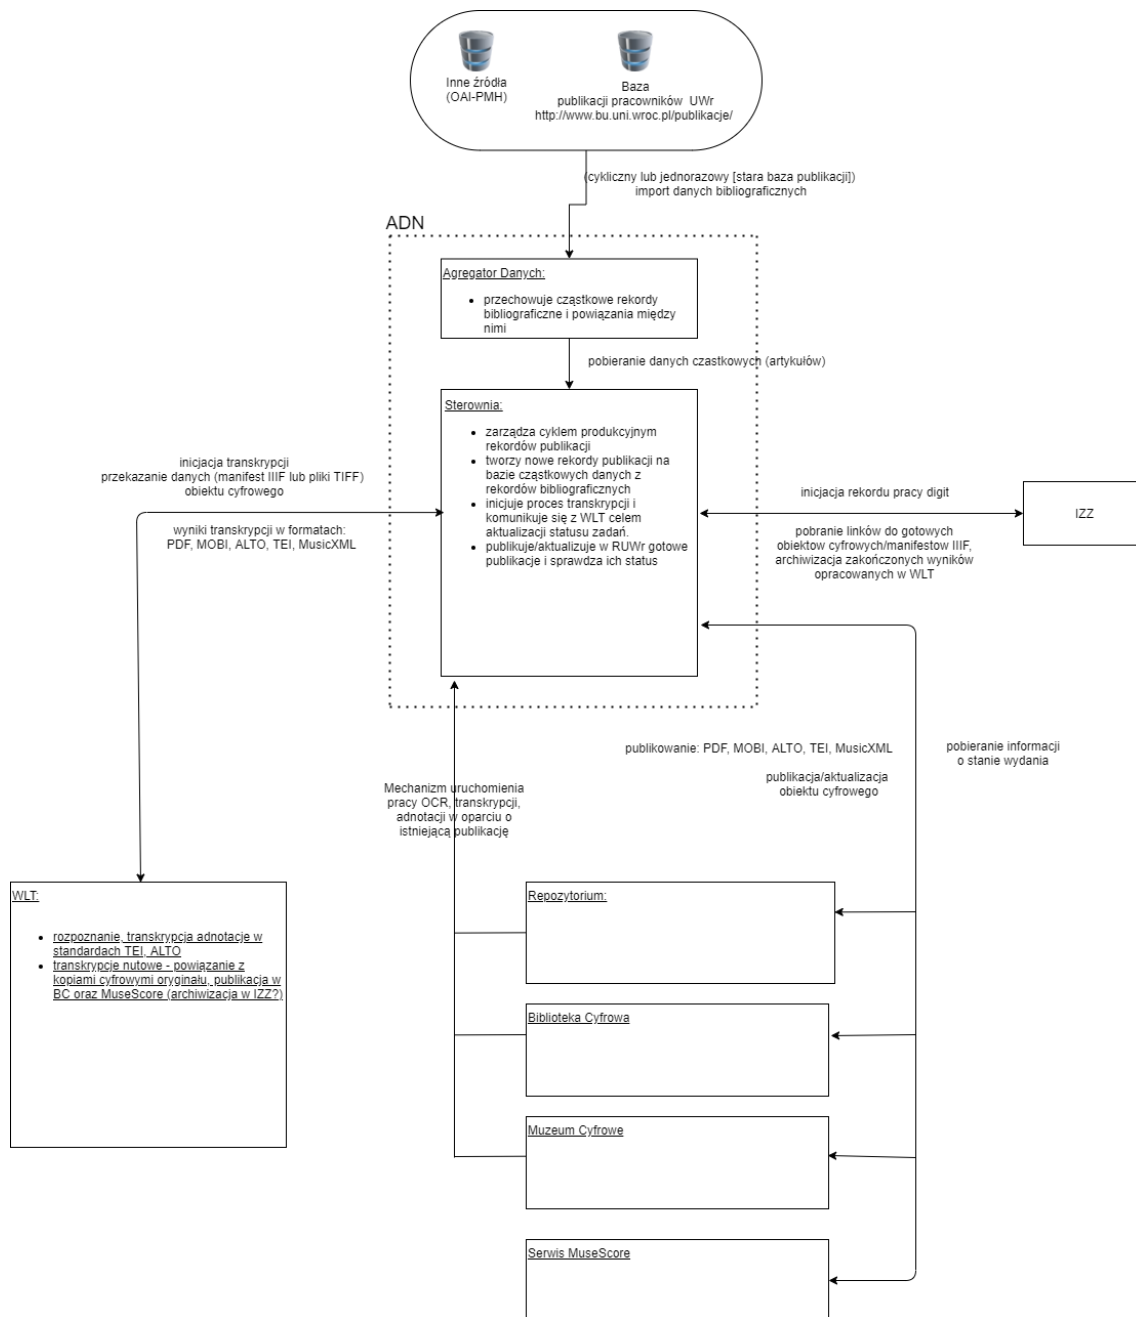 Inne źródła
(OAI-PMH)
Baza
publikacji pracowników UWr
http://www.bu.uni.wroc.pl/publikacje/
(cykliczny lub jednorazowy [stara baza publikacji])
import danych bibliograficznych
ADN
Agregator Danych:
przechowuje cząstkowe rekordy
bibliograficzne i powiązania między
nimi
pobieranie danych czastkowych (artykułów)
Sterownia:
zarządza cyklem produkcyjnym
rekordów publikacji
tworzy nowe rekordy publikacji na
bazie cząstkowych danych z
rekordów bibliograficznych
inicjuje proces transkrypcji i
komunikuje się z WLT celem
aktualizacji statusu zadań.
publikuje/aktualizuje w RUWr gotowe
publikacje i sprawdza ich status
inicjacja transkrypcji
przekazanie danych (manifest IIIF lub pliki TIFF)
obiektu cyfrowego
wyniki transkrypcji w formatach:
PDF, MOBI, ALTO, TEI, MusicXML
inicjacja rekordu pracy digit
pobranie linków do gotowych
obiektow cyfrowych/manifestow IIIF,
archiwizacja zakończonych wyników
opracowanych w WLT
IZZ
publikowanie: PDF, MOBI, ALTO, TEI, MusicXML
publikacja/aktualizacja
obiektu cyfrowego
pobieranie informacji
o stanie wydania
Mechanizm uruchomienia
pracy OCR, transkrypcji,
adnotacji w oparciu o
istniejącą publikację
WLT:
rozpoznanie, transkrypcja adnotacje w
standardach TEI, ALTO
transkrypcje nutowe - powiązanie z
kopiami cyfrowymi oryginału, publikacja w
BC oraz MuseScore (archiwizacja w IZZ?)
Repozytorium:
Biblioteka Cyfrowa
Muzeum Cyfrowe
Serwis MuseScore